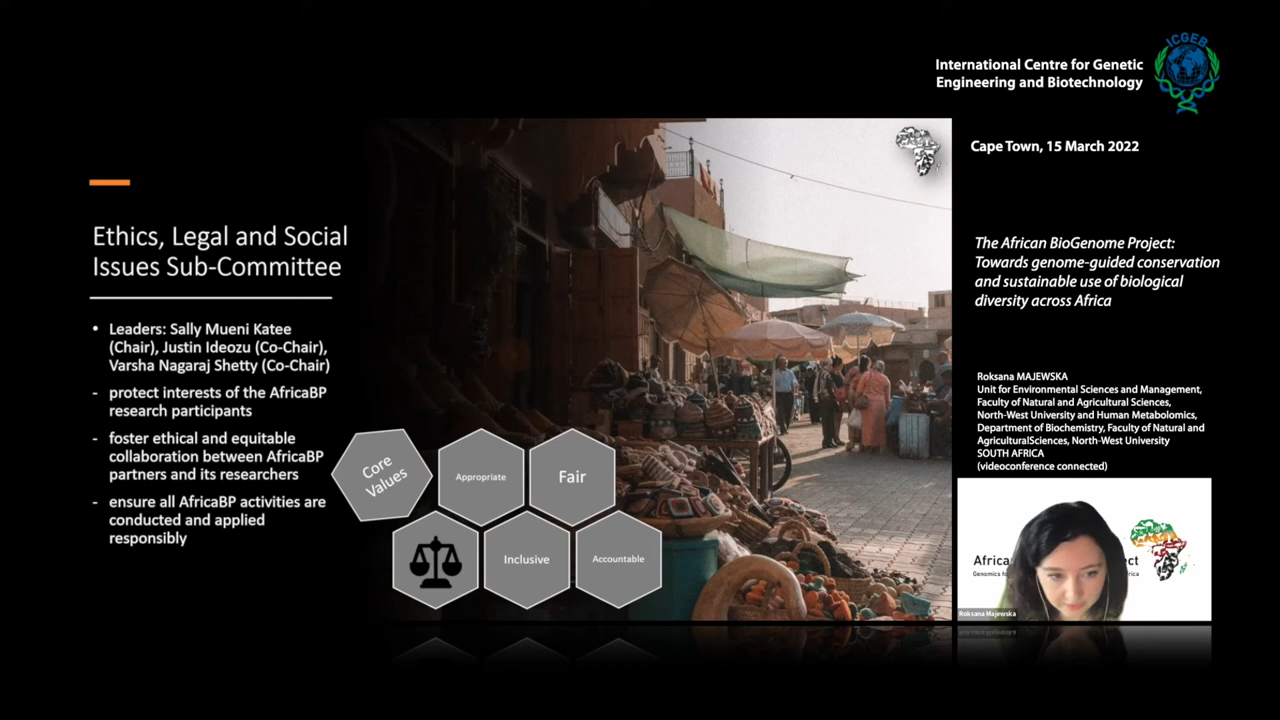 ICGEB
International Centre for Genetic
Engineering and Biotechnology
Cape Town, 15 March 2022
Ethics, Legal and Social
Issues Sub-Committee
• Leaders: Sally Mueni Katee
(Chair), Justin Ideozu (Co-Chair),
Varsha Nagaraj Shetty (Co-Chair)
- protect interests of the AfricaBP
research participants
- foster ethical and equitable
collaboration between AfricaBP
partners and its researchers
- ensure all AfricaBP activities are
conducted and applied
responsibly
Core
Values
Appropriate
Fair
Inclusive
Accountable
The African BioGenome Project:
Towards genome-guided conservation
and sustainable use of biological
diversity across Africa
Roksana MAJEWSKA
Unit for Environmental Sciences and Management,
Faculty of Natural and Agricultural Sciences,
North-West University and Human Metabolomics,
Department of Biochemistry, Faculty of Natural and
AgriculturalSciences, North-West University
SOUTH AFRICA
(videoconference connected)
Africa ect
Genomics fo frica
Roksana Majewska